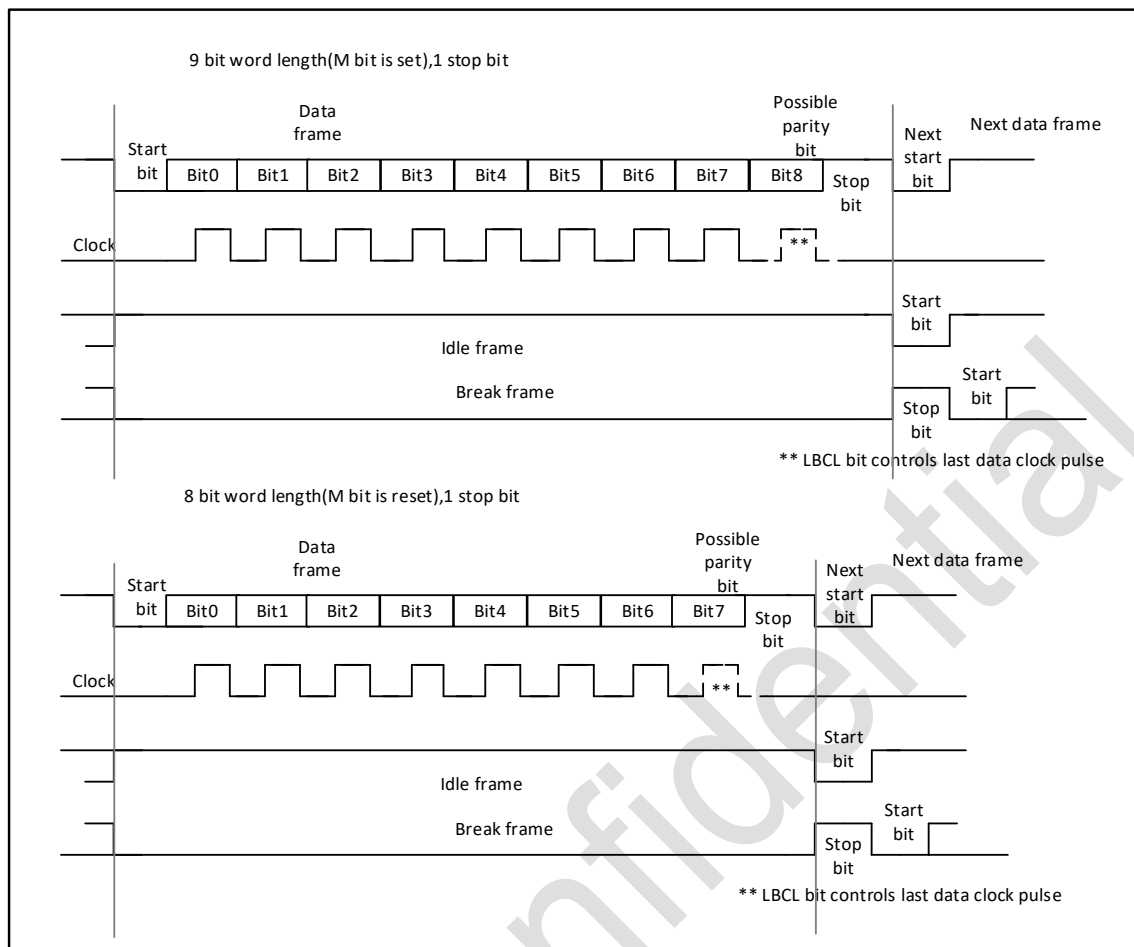 9 bit word length(M bit is set),1 stop bit
Data
frame
Possible
parity
bit
Next data frame
Start
bit
Bit0
Bit1
Bit2
Bit3
Bit4
Bit5
Bit6
Bit7
Bit8
Stop
bit
Next
start
bit
Clock
**
Start
bit
Idle frame
Break frame
Stop
bit
Start
bit
** LBCL bit controls last data clock pulse
8 bit word length(M bit is reset),1 stop bit
Data
frame
Possible
parity
bit
Next data frame
Start
bit
Bit0
Bit1
Bit2
Bit3
Bit4
Bit5
Bit6
Bit7
Stop
bit
Next
start
bit
Clock
**
Start
bit
Idle frame
Break frame
Stop
bit
Start
bit
** LBCL bit controls last data clock pulse
nfidential